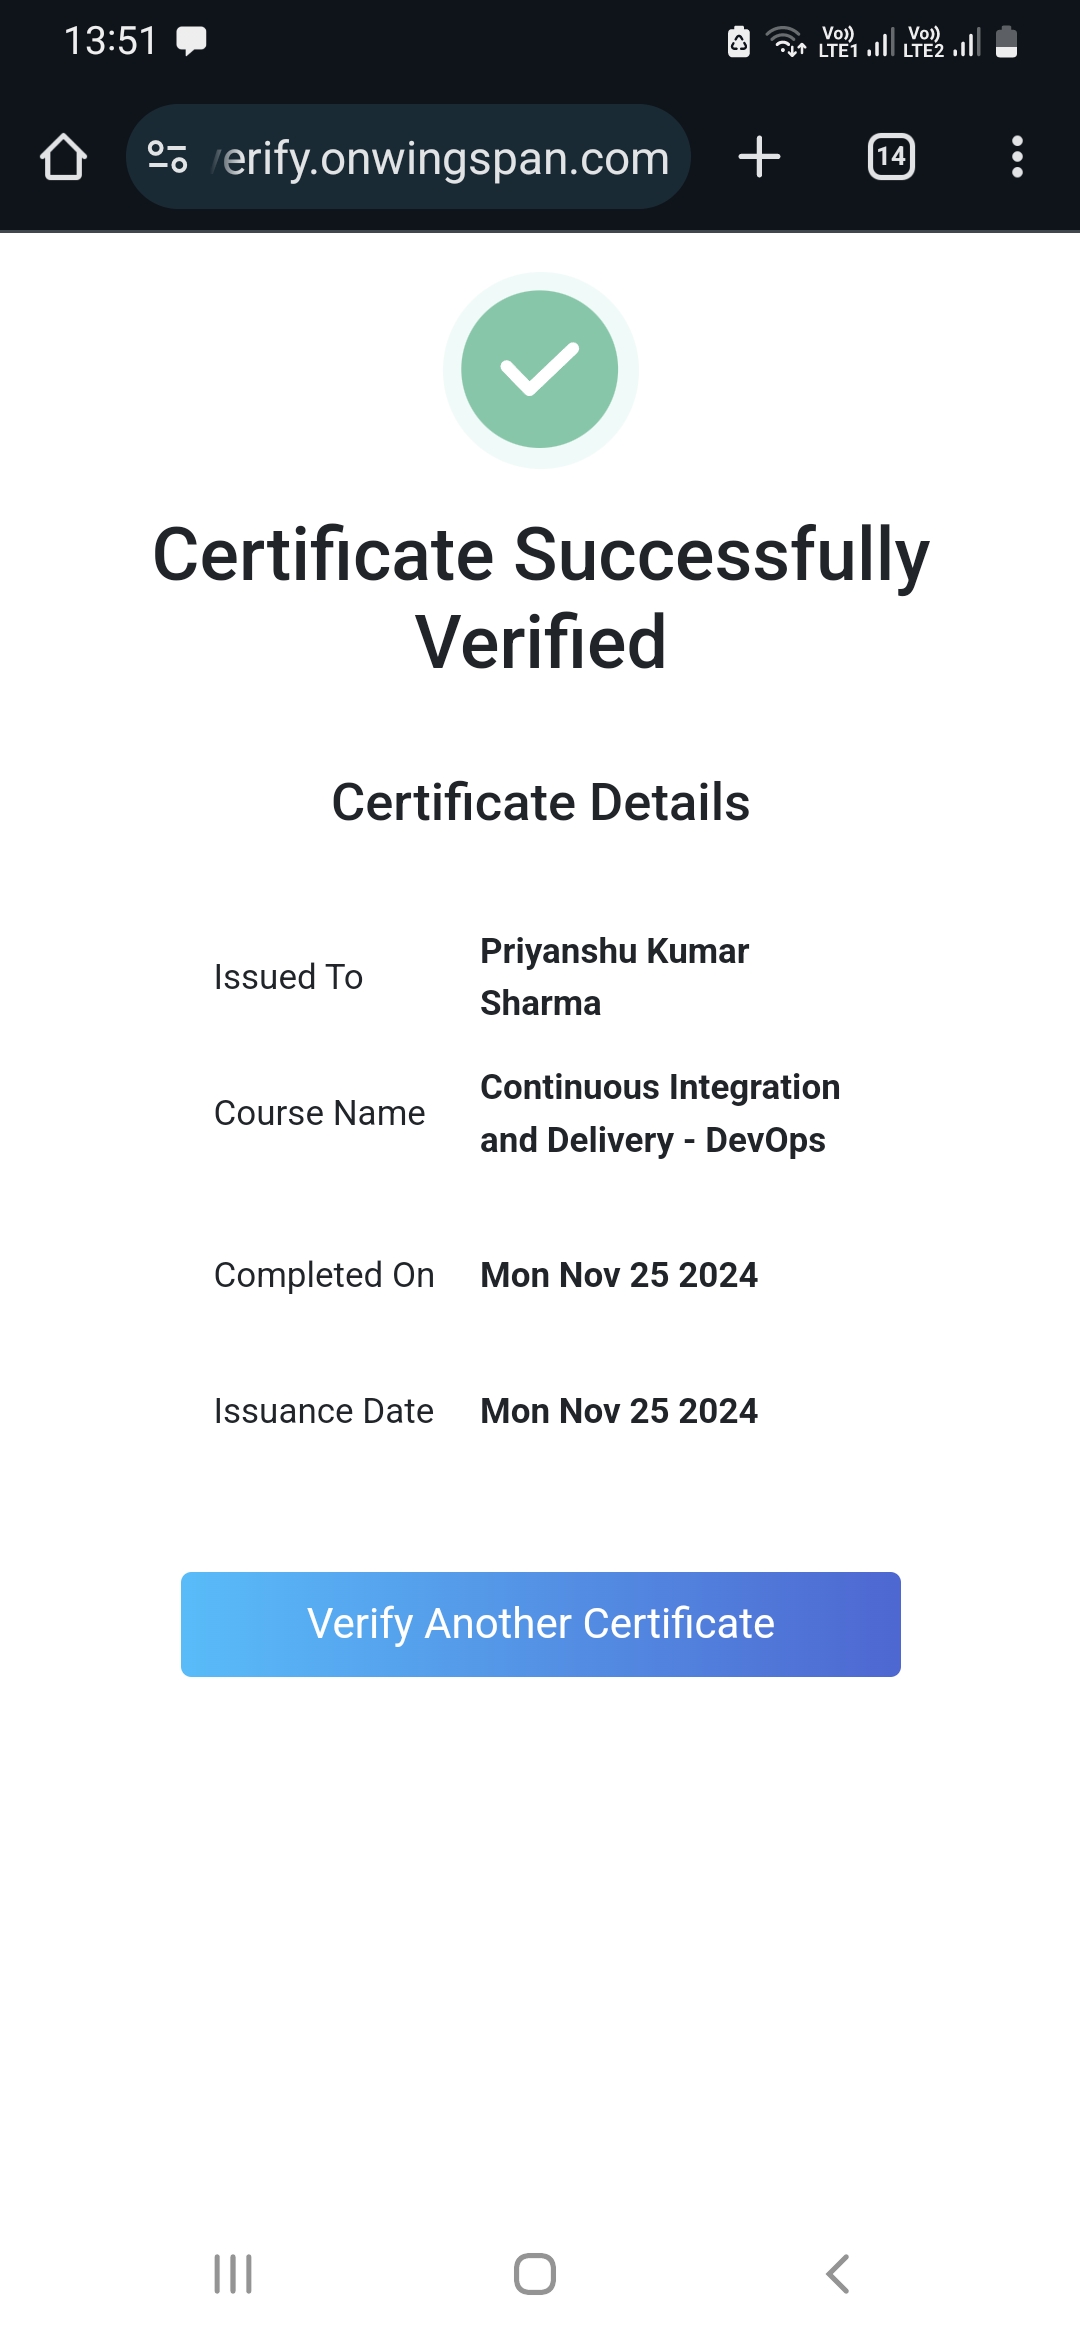 13:51
Vo)) LTE1
Vo)) LTE2
verify.onwingspan.com
14
Certificate Successfully
Verified
Certificate Details
Issued To
Priyanshu Kumar
Sharma
Course Name
Continuous Integration
and Delivery - DevOps
Completed On
Mon Nov 25 2024
Issuance Date
Mon Nov 25 2024
Verify Another Certificate